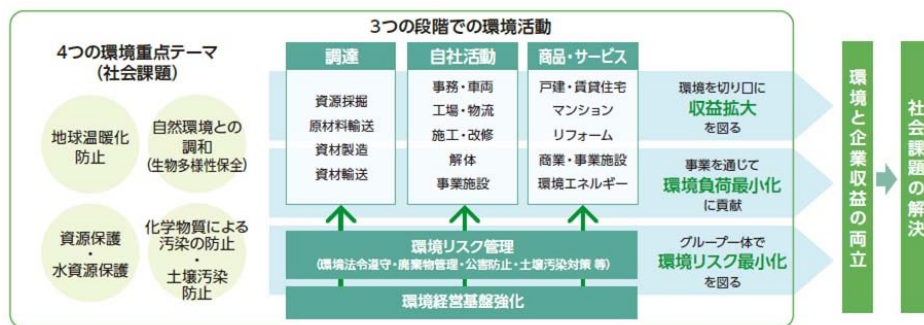 3つの段階での環境活動
4つの環境重点テーマ
（社会課題）
地球温暖化
防止
自然環境との
調和
（生物多様性保全）
資源保護
・
水資源保護
化学物質による
汚染の防止
・
土壌汚染
防止
調達
資源採掘
原材料輸送
資材製造
資材輸送
自社活動
事務・車両
工場・物流
施工・改修
解体
事業施設
商品・サービス
戸建・賃貸住宅
マンション
リフォーム
商業・事業施設
環境エネルギー
環境リスク管理
（環境法令遵守・廃棄物管理・公害防止・土壌汚染対策 等）
環境経営基盤強化
環境を切り口に
収益拡大
を図る
事業を通じて
環境負荷最小化
に貢献
グループ一体で
環境リスク最小化
を図る
環境と企業収益の両立
社会課題の解決